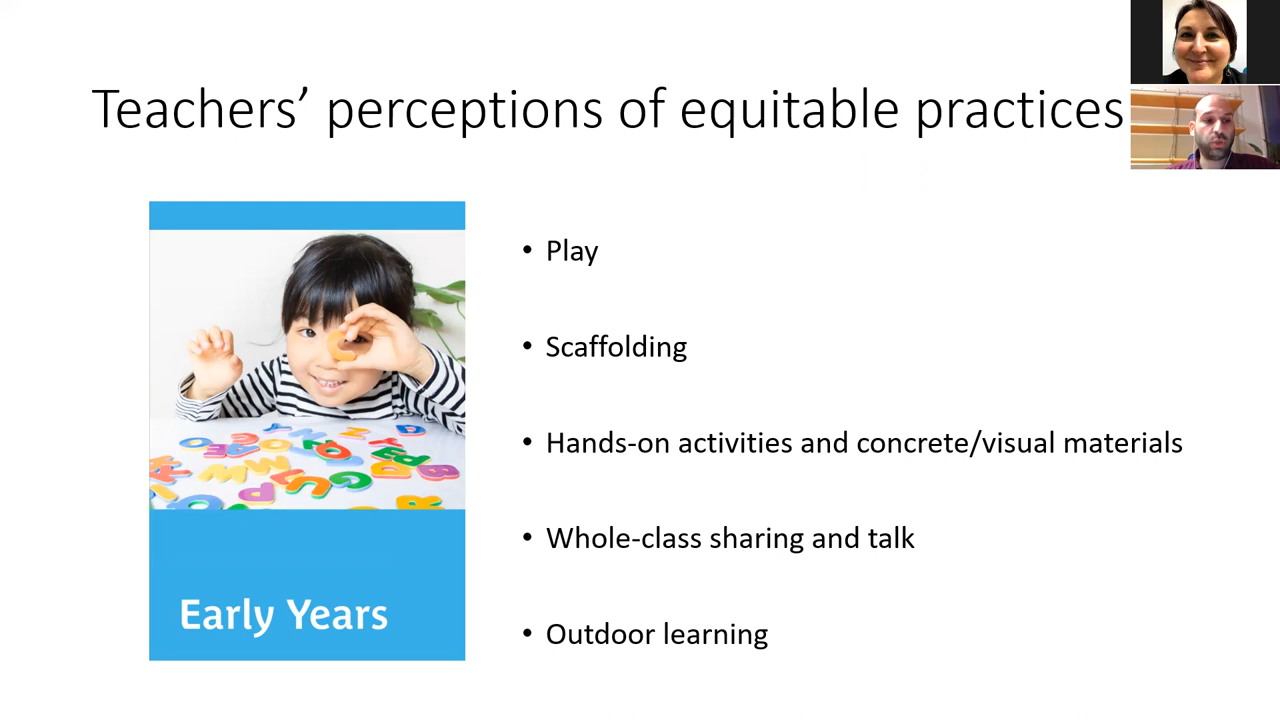 Teachers’ perceptions of equitable practices
• Play
• Scaffolding
• Hands-on activities and concrete/visual materials
• Whole-class sharing and talk
• Outdoor learning
Early Years